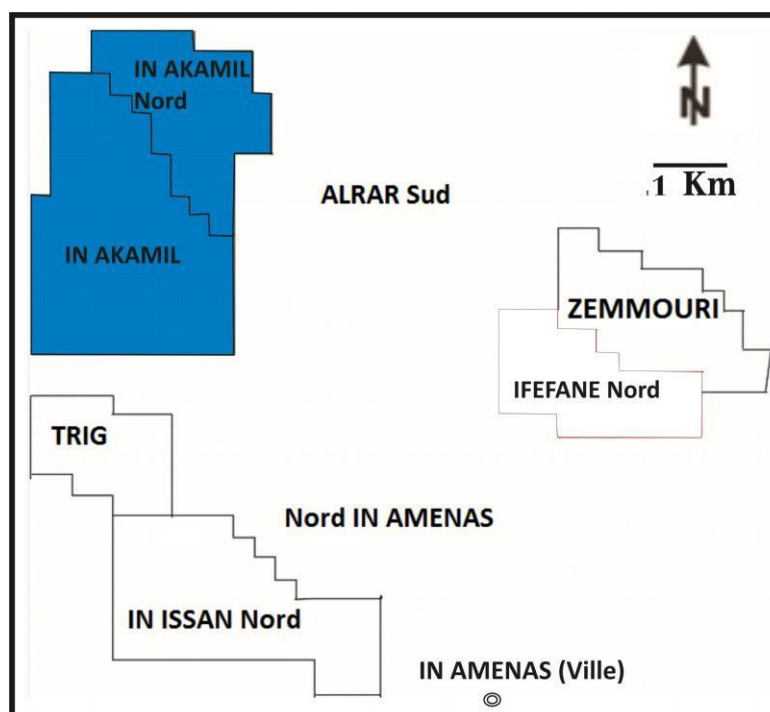 IN AKAMIL
Nord
N
1 Km
ALRAR Sud
IN AKAMIL
ZEMMOURI
IFEFANE Nord
TRIG
Nord IN AMENAS
IN ISSAN Nord
IN AMENAS (Ville)